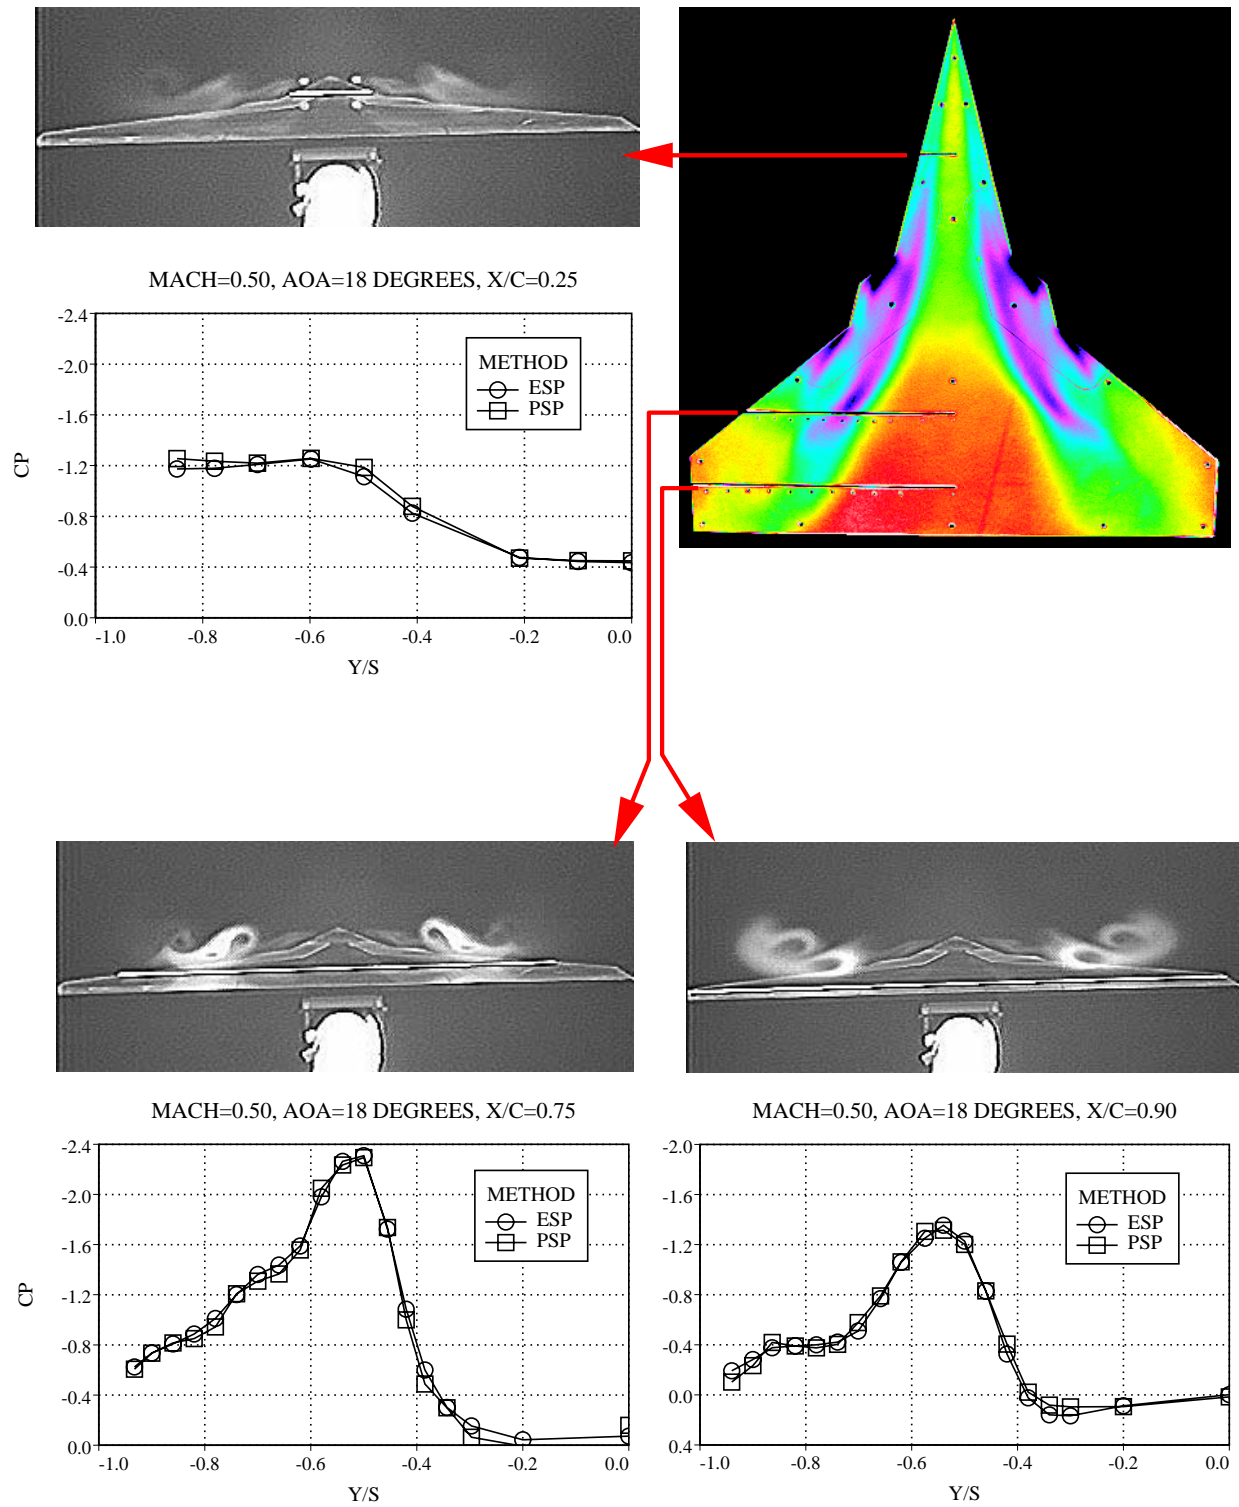 MACH=0.50, AOA=18 DEGREES, X/C=0.25
-2.4
-2.0
-1.6
-1.2
-0.8
-0.4
0.0
CP
METHOD
ESP
PSP
-1.0 -0.8 -0.6 -0.4 -0.2 0.0
Y/S
MACH=0.50, AOA=18 DEGREES, X/C=0.75
-2.4
-2.0
-1.6
-1.2
-0.8
-0.4
0.0
CP
METHOD
ESP
PSP
-1.0 -0.8 -0.6 -0.4 -0.2 0.0
Y/S
MACH=0.50, AOA=18 DEGREES, X/C=0.90
-2.0
-1.6
-1.2
-0.8
-0.4
0.0
0.4
METHOD
ESP
PSP
-1.0 -0.8 -0.6 -0.4 -0.2 0.0
Y/S